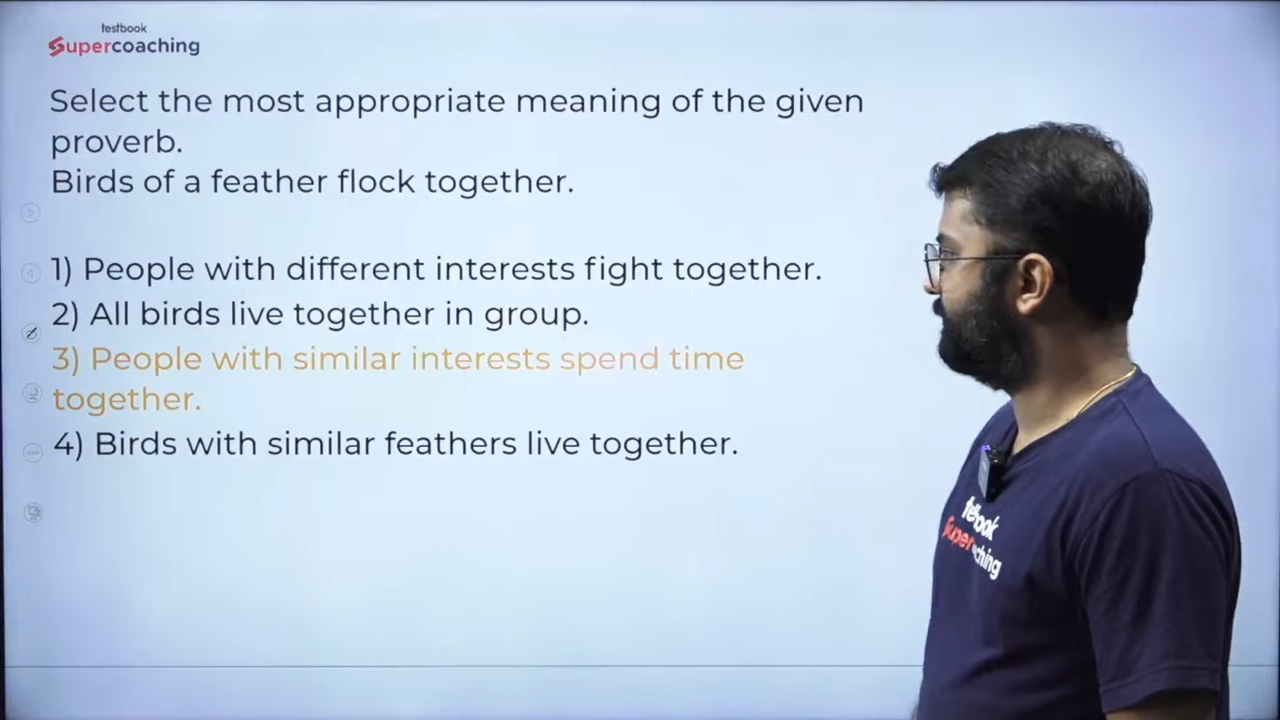 testbook
Supercoaching
Select the most appropriate meaning of the given
proverb.
Birds of a feather flock together.
1) People with different interests fight together.
2) All birds live together in group.
3) People with similar interests spend time
together.
4) Birds with similar feathers live together.
testbook
Supercoaching